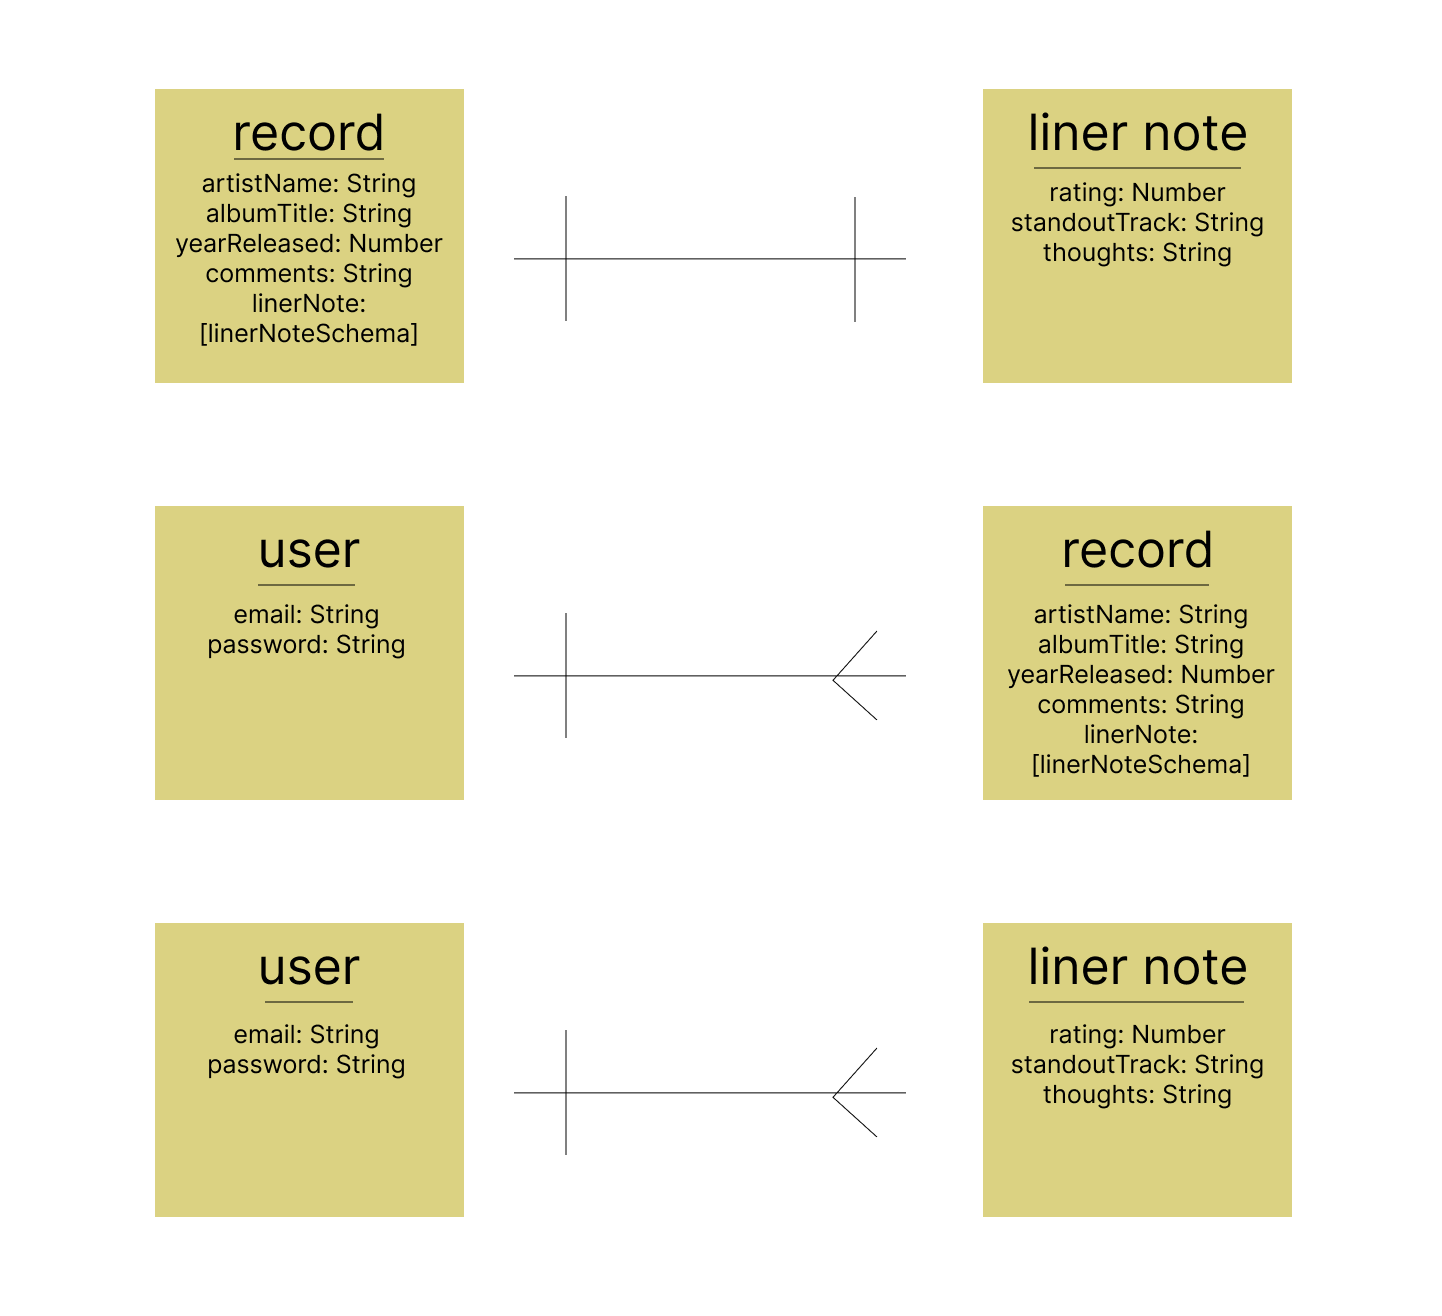 record
artistName: String
albumTitle: String
yearReleased: Number
comments: String
linerNote:
[linerNoteSchema]
liner note
rating: Number
standoutTrack: String
thoughts: String
user
email: String
password: String
record
artistName: String
albumTitle: String
yearReleased: Number
comments: String
linerNote:
[linerNoteSchema]
user
email: String
password: String
liner note
rating: Number
standoutTrack: String
thoughts: String